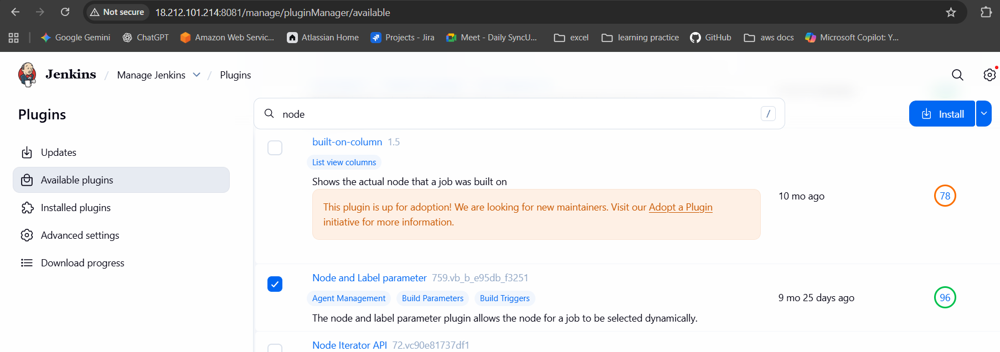 Not secure 18.212.101.214:8081/manage/pluginManager/available
Google Gemini ChatGPT Amazon Web Servic... Atlassian Home Projects - Jira Meet - Daily SyncU... excel learning practice GitHub aws docs Microsoft Copilot: Y...
Jenkins / Manage Jenkins / Plugins
Plugins
node /
Install
Updates
Available plugins
Installed plugins
Advanced settings
Download progress
built-on-column 1.5
List view columns
Shows the actual node that a job was built on
This plugin is up for adoption! We are looking for new maintainers. Visit our Adopt a Plugin
initiative for more information.
10 mo ago
78
Node and Label parameter 759.vb_b_e95db_f3251
Agent Management Build Parameters Build Triggers
The node and label parameter plugin allows the node for a job to be selected dynamically.
9 mo 25 days ago
96
Node Iterator API 72.vc90e81737df1